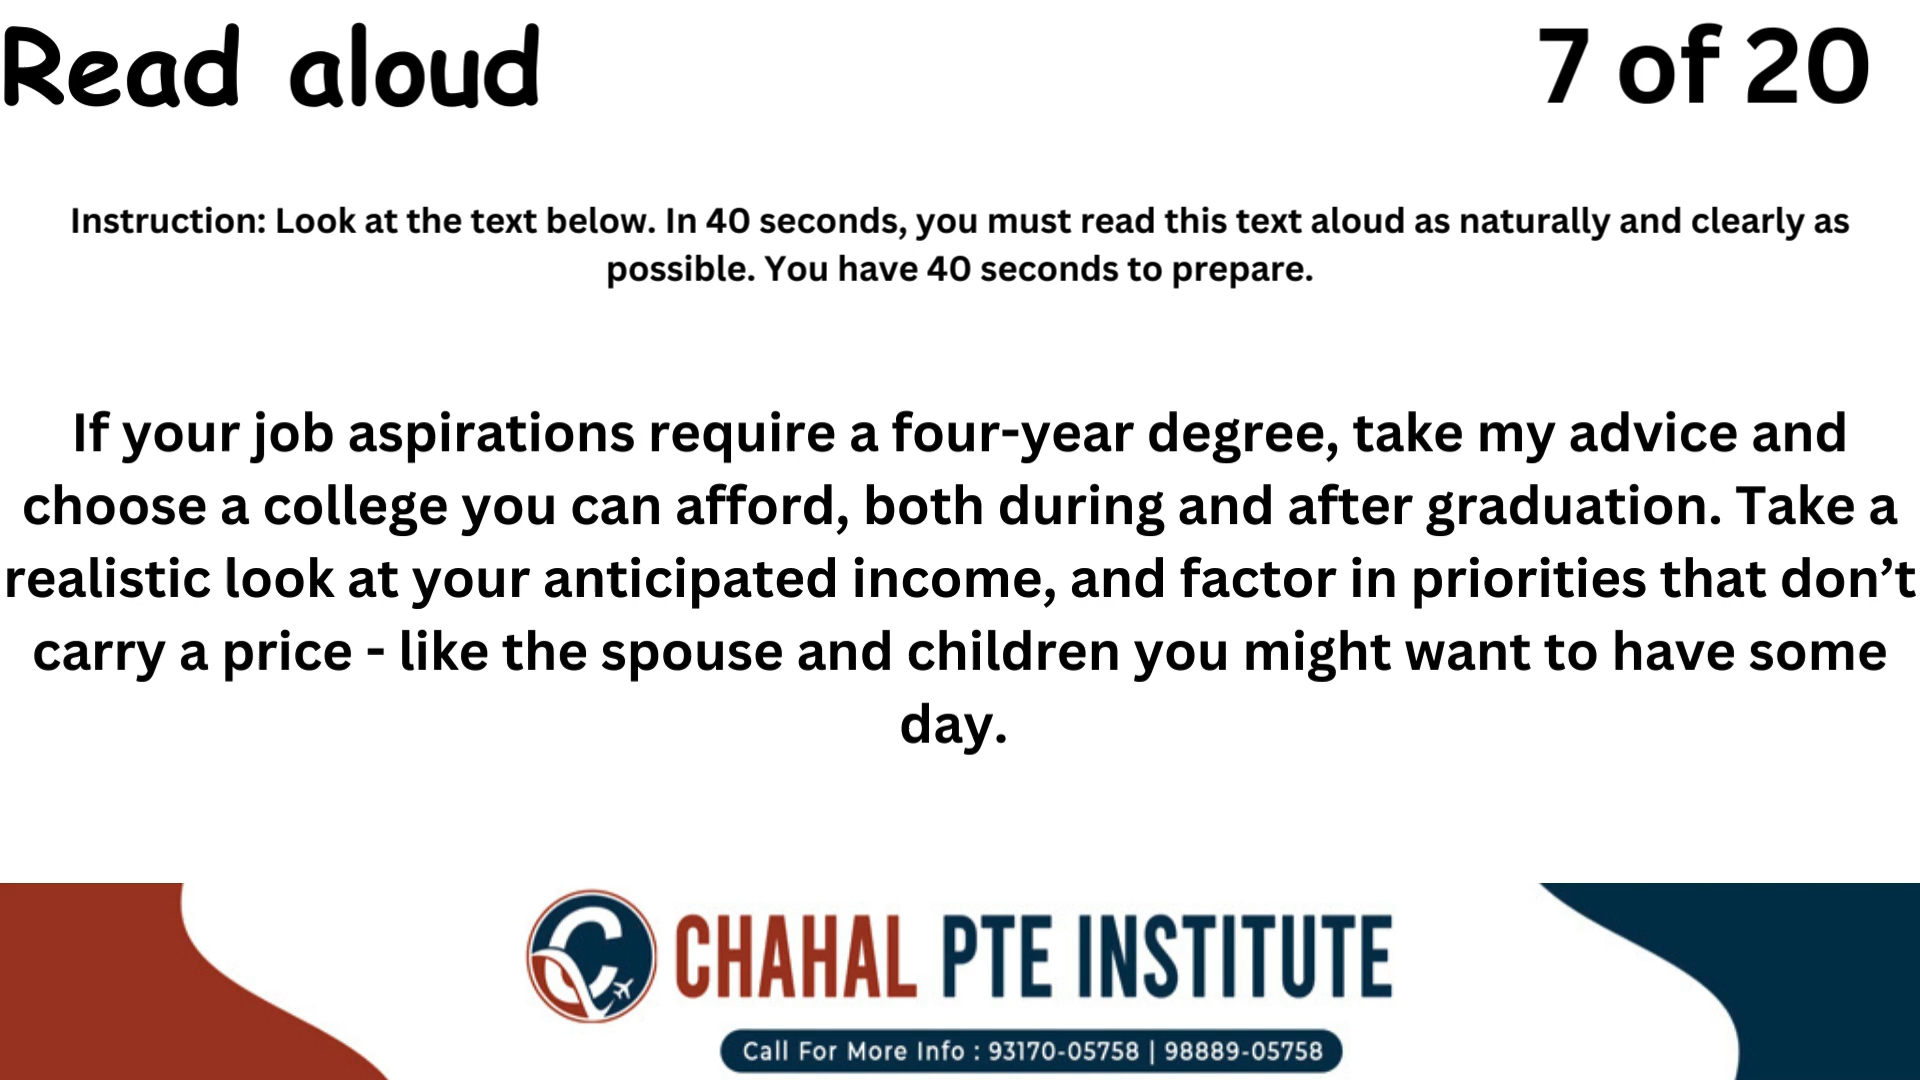 Read aloud
7 of 20
Instruction: Look at the text below. In 40 seconds, you must read this text aloud as naturally and clearly as
possible. You have 40 seconds to prepare.
If your job aspirations require a four-year degree, take my advice and
choose a college you can afford, both during and after graduation. Take a
realistic look at your anticipated income, and factor in priorities that don’t
carry a price - like the spouse and children you might want to have some
day.
CHAHAL PTE INSTITUTE
Call For More Info : 93170-05758 | 98889-05758